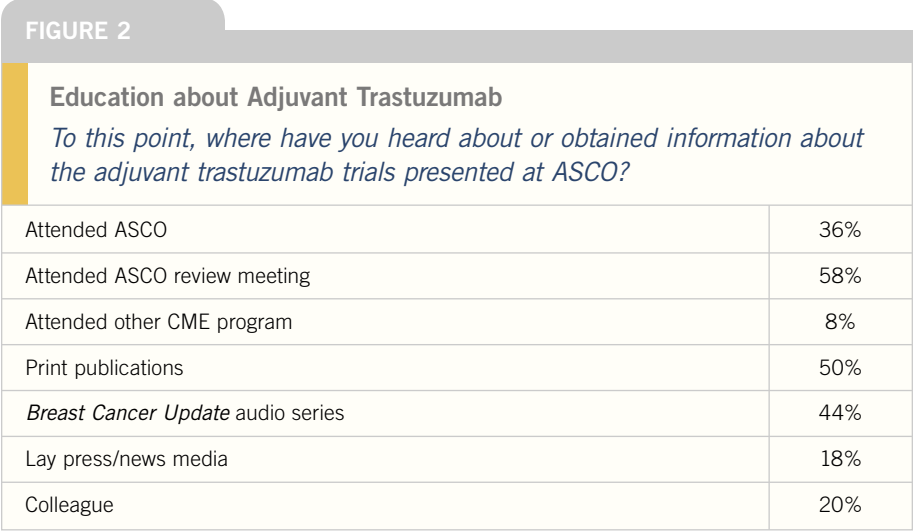 FIGURE 2
Education about Adjuvant Trastuzumab
To this point, where have you heard about or obtained information about
the adjuvant trastuzumab trials presented at ASCO?
Attended ASCO 36%
Attended ASCO review meeting 58%
Attended other CME program 8%
Print publications 50%
Breast Cancer Update audio series 44%
Lay press/news media 18%
Colleague 20%